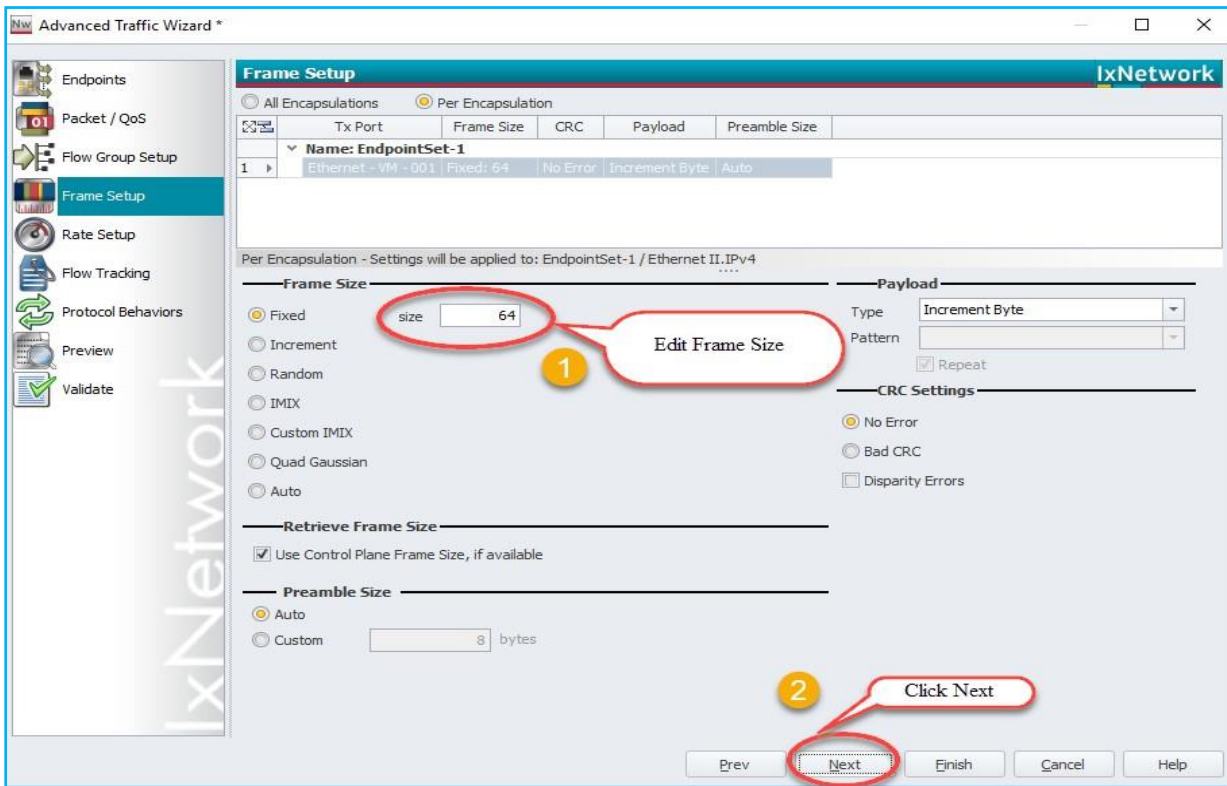 Nw Advanced Traffic Wizard *
Endpoints
Packet / QoS
01
Flow Group Setup
Frame Setup
Rate Setup
Flow Tracking
Protocol Behaviors
Preview
Validate
IxNetwork
Frame Setup
IxNetwork
All Encapsulations Per Encapsulation
Tx Port Frame Size CRC Payload Preamble Size
Name: EndpointSet-1
1 Ethernet - VM - 001 Fixed: 64 No Error Increment Byte Auto
Per Encapsulation - Settings will be applied to: EndpointSet-1 / Ethernet II.IPv4
Frame Size
Fixed size 64
Increment
Random
IMIX
Custom IMIX
Quad Gaussian
Auto
1
Edit Frame Size
Payload
Type Increment Byte
Pattern
Repeat
CRC Settings
No Error
Bad CRC
Disparity Errors
Retrieve Frame Size
Use Control Plane Frame Size, if available
Preamble Size
Auto
Custom 8 bytes
2
Click Next
Prev Next Finish Cancel Help